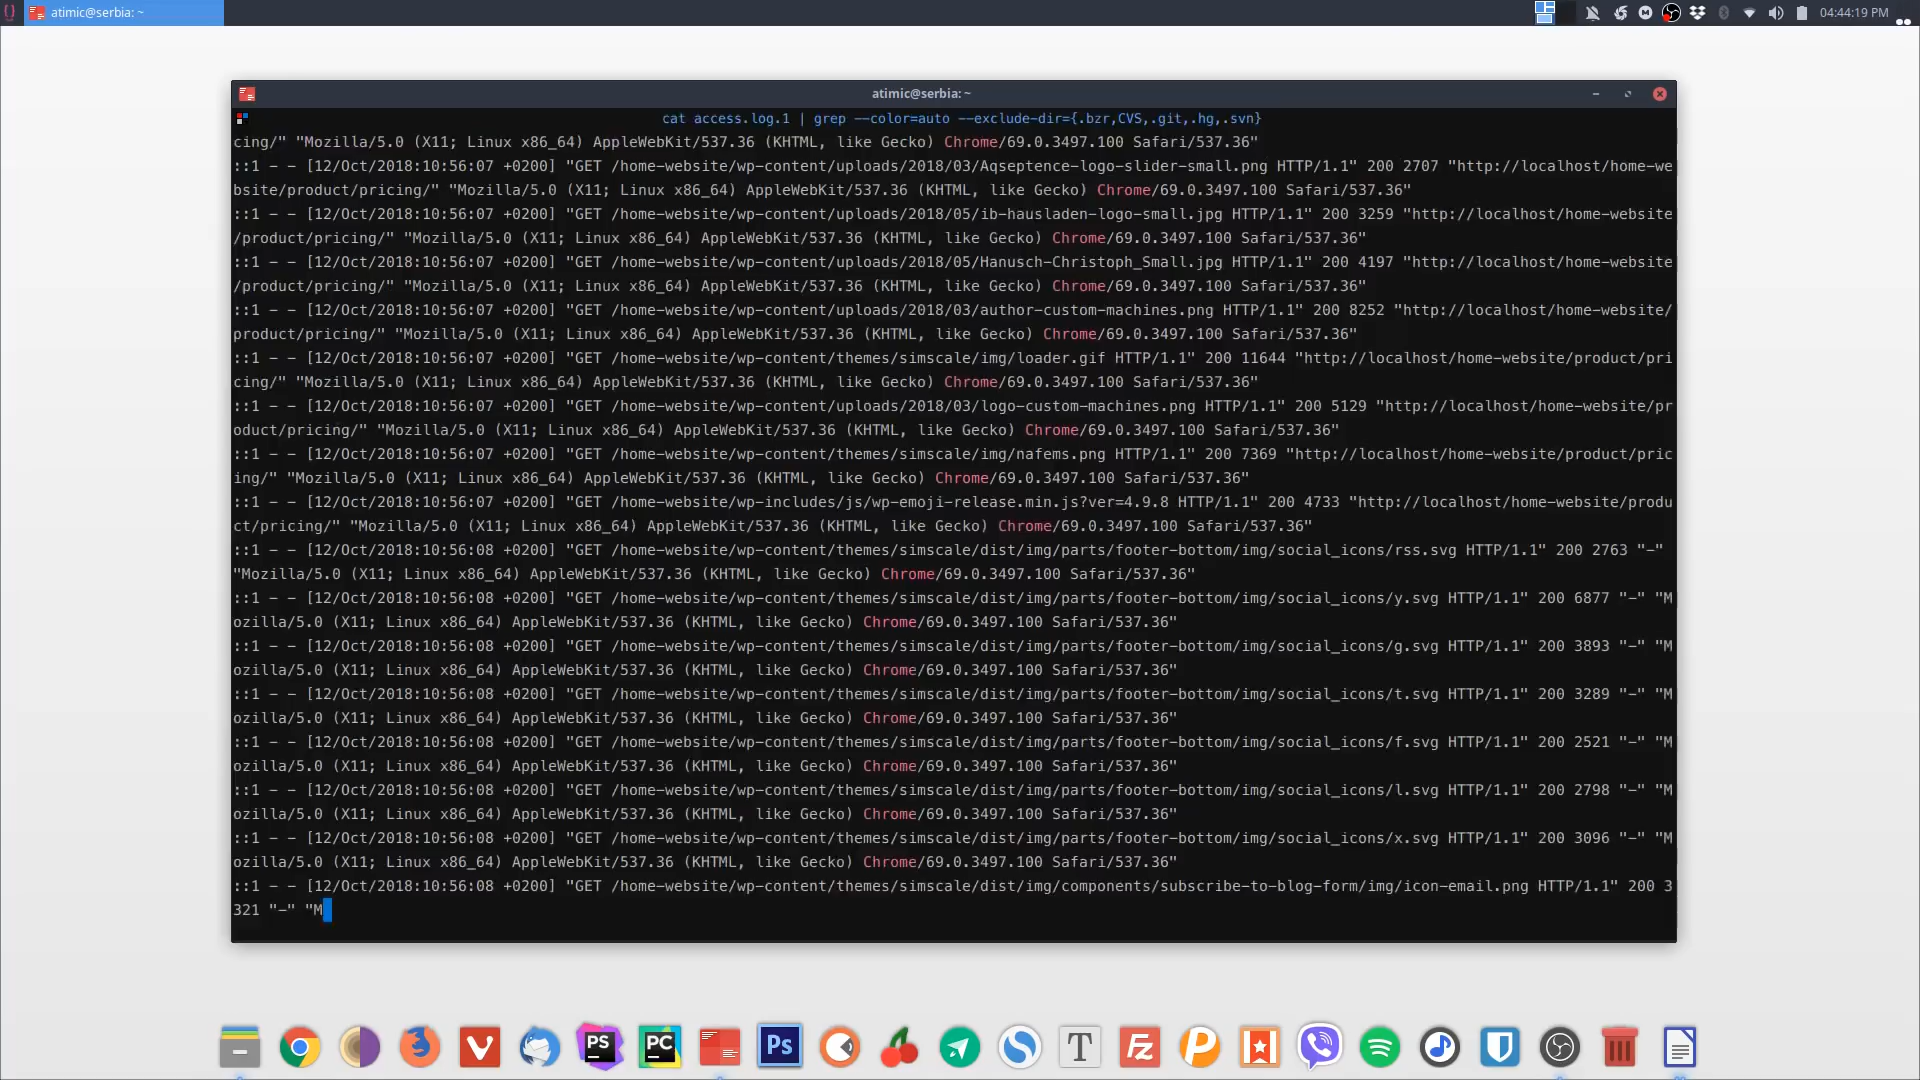 atimic@serbia: ~
04:44:19 PM
atimic@serbia: ~
cat access.log.1 | grep --color=auto --exclude-dir={.bzr,CVS,.git,.hg,.svn}
cing/" "Mozilla/5.0 (X11; Linux x86_64) AppleWebKit/537.36 (KHTML, like Gecko) Chrome/69.0.3497.100 Safari/537.36"
::1 - - [12/Oct/2018:10:56:07 +0200] "GET /home-website/wp-content/uploads/2018/03/Aqseptence-logo-slider-small.png HTTP/1.1" 200 2707 "http://localhost/home-we
bsite/product/pricing/" "Mozilla/5.0 (X11; Linux x86_64) AppleWebKit/537.36 (KHTML, like Gecko) Chrome/69.0.3497.100 Safari/537.36"
::1 - - [12/Oct/2018:10:56:07 +0200] "GET /home-website/wp-content/uploads/2018/05/ib-hausladen-logo-small.jpg HTTP/1.1" 200 3259 "http://localhost/home-website
/product/pricing/" "Mozilla/5.0 (X11; Linux x86_64) AppleWebKit/537.36 (KHTML, like Gecko) Chrome/69.0.3497.100 Safari/537.36"
::1 - - [12/Oct/2018:10:56:07 +0200] "GET /home-website/wp-content/uploads/2018/05/Hanusch-Christoph_Small.jpg HTTP/1.1" 200 4197 "http://localhost/home-website
/product/pricing/" "Mozilla/5.0 (X11; Linux x86_64) AppleWebKit/537.36 (KHTML, like Gecko) Chrome/69.0.3497.100 Safari/537.36"
::1 - - [12/Oct/2018:10:56:07 +0200] "GET /home-website/wp-content/uploads/2018/03/author-custom-machines.png HTTP/1.1" 200 8252 "http://localhost/home-website/
product/pricing/" "Mozilla/5.0 (X11; Linux x86_64) AppleWebKit/537.36 (KHTML, like Gecko) Chrome/69.0.3497.100 Safari/537.36"
::1 - - [12/Oct/2018:10:56:07 +0200] "GET /home-website/wp-content/themes/simscale/img/loader.gif HTTP/1.1" 200 11644 "http://localhost/home-website/product/pri
cing/" "Mozilla/5.0 (X11; Linux x86_64) AppleWebKit/537.36 (KHTML, like Gecko) Chrome/69.0.3497.100 Safari/537.36"
::1 - - [12/Oct/2018:10:56:07 +0200] "GET /home-website/wp-content/uploads/2018/03/logo-custom-machines.png HTTP/1.1" 200 5129 "http://localhost/home-website/pr
oduct/pricing/" "Mozilla/5.0 (X11; Linux x86_64) AppleWebKit/537.36 (KHTML, like Gecko) Chrome/69.0.3497.100 Safari/537.36"
::1 - - [12/Oct/2018:10:56:07 +0200] "GET /home-website/wp-content/themes/simscale/img/nafems.png HTTP/1.1" 200 7369 "http://localhost/home-website/product/pric
ing/" "Mozilla/5.0 (X11; Linux x86_64) AppleWebKit/537.36 (KHTML, like Gecko) Chrome/69.0.3497.100 Safari/537.36"
::1 - - [12/Oct/2018:10:56:07 +0200] "GET /home-website/wp-includes/js/wp-emoji-release.min.js?ver=4.9.8 HTTP/1.1" 200 4733 "http://localhost/home-website/produ
ct/pricing/" "Mozilla/5.0 (X11; Linux x86_64) AppleWebKit/537.36 (KHTML, like Gecko) Chrome/69.0.3497.100 Safari/537.36"
::1 - - [12/Oct/2018:10:56:08 +0200] "GET /home-website/wp-content/themes/simscale/dist/img/parts/footer-bottom/img/social_icons/rss.svg HTTP/1.1" 200 2763 "-"
"Mozilla/5.0 (X11; Linux x86_64) AppleWebKit/537.36 (KHTML, like Gecko) Chrome/69.0.3497.100 Safari/537.36"
::1 - - [12/Oct/2018:10:56:08 +0200] "GET /home-website/wp-content/themes/simscale/dist/img/parts/footer-bottom/img/social_icons/y.svg HTTP/1.1" 200 6877 "-" "M
ozilla/5.0 (X11; Linux x86_64) AppleWebKit/537.36 (KHTML, like Gecko) Chrome/69.0.3497.100 Safari/537.36"
::1 - - [12/Oct/2018:10:56:08 +0200] "GET /home-website/wp-content/themes/simscale/dist/img/parts/footer-bottom/img/social_icons/g.svg HTTP/1.1" 200 3893 "-" "M
ozilla/5.0 (X11; Linux x86_64) AppleWebKit/537.36 (KHTML, like Gecko) Chrome/69.0.3497.100 Safari/537.36"
::1 - - [12/Oct/2018:10:56:08 +0200] "GET /home-website/wp-content/themes/simscale/dist/img/parts/footer-bottom/img/social_icons/t.svg HTTP/1.1" 200 3289 "-" "M
ozilla/5.0 (X11; Linux x86_64) AppleWebKit/537.36 (KHTML, like Gecko) Chrome/69.0.3497.100 Safari/537.36"
::1 - - [12/Oct/2018:10:56:08 +0200] "GET /home-website/wp-content/themes/simscale/dist/img/parts/footer-bottom/img/social_icons/f.svg HTTP/1.1" 200 2521 "-" "M
ozilla/5.0 (X11; Linux x86_64) AppleWebKit/537.36 (KHTML, like Gecko) Chrome/69.0.3497.100 Safari/537.36"
::1 - - [12/Oct/2018:10:56:08 +0200] "GET /home-website/wp-content/themes/simscale/dist/img/parts/footer-bottom/img/social_icons/l.svg HTTP/1.1" 200 2798 "-" "M
ozilla/5.0 (X11; Linux x86_64) AppleWebKit/537.36 (KHTML, like Gecko) Chrome/69.0.3497.100 Safari/537.36"
::1 - - [12/Oct/2018:10:56:08 +0200] "GET /home-website/wp-content/themes/simscale/dist/img/parts/footer-bottom/img/social_icons/x.svg HTTP/1.1" 200 3096 "-" "M
ozilla/5.0 (X11; Linux x86_64) AppleWebKit/537.36 (KHTML, like Gecko) Chrome/69.0.3497.100 Safari/537.36"
::1 - - [12/Oct/2018:10:56:08 +0200] "GET /home-website/wp-content/themes/simscale/dist/img/components/subscribe-to-blog-form/img/icon-email.png HTTP/1.1" 200 3
321 "-" "M
PS PC Ps T Fz P